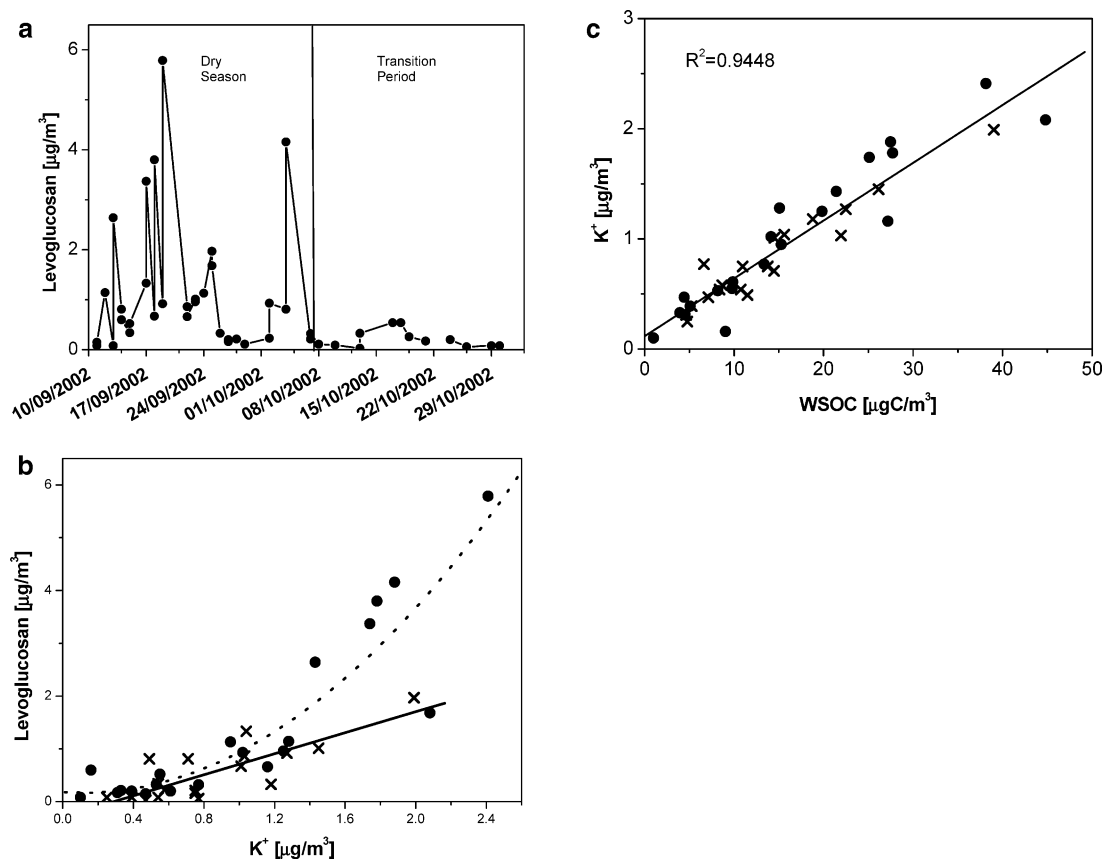 a
6
4
2
0
Levoglucosan [μg/m³]
Dry
Season
Transition
Period
10/09/2002
17/09/2002
24/09/2002
01/10/2002
08/10/2002
15/10/2002
22/10/2002
29/10/2002
b
6
4
2
0
Levoglucosan [μg/m³]
0.0
0.4
0.8
1.2
1.6
2.0
2.4
K⁺ [μg/m³]
c
3
2
1
0
K⁺ [μg/m³]
R²=0.9448
0
10
20
30
40
50
WSOC [μgC/m³]